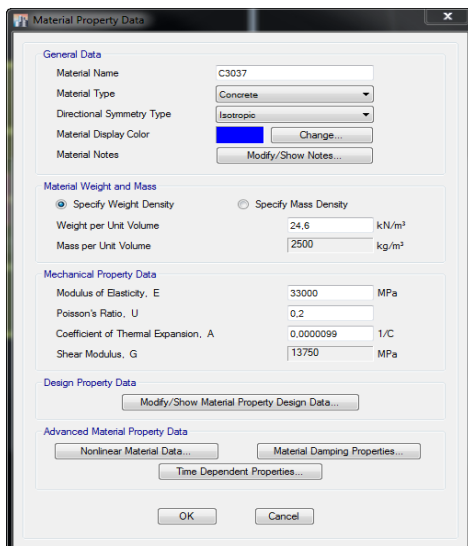 Material Property Data
x
General Data
Material Name C3037
Material Type Concrete
Directional Symmetry Type Isotropic
Material Display Color Change...
Material Notes Modify/Show Notes...
Material Weight and Mass
Specify Weight Density Specify Mass Density
Weight per Unit Volume 24,6 kN/m³
Mass per Unit Volume 2500 kg/m³
Mechanical Property Data
Modulus of Elasticity, E 33000 MPa
Poisson's Ratio, U 0,2
Coefficient of Thermal Expansion, A 0,0000099 1/C
Shear Modulus, G 13750 MPa
Design Property Data
Modify/Show Material Property Design Data...
Advanced Material Property Data
Nonlinear Material Data... Material Damping Properties...
Time Dependent Properties...
OK Cancel